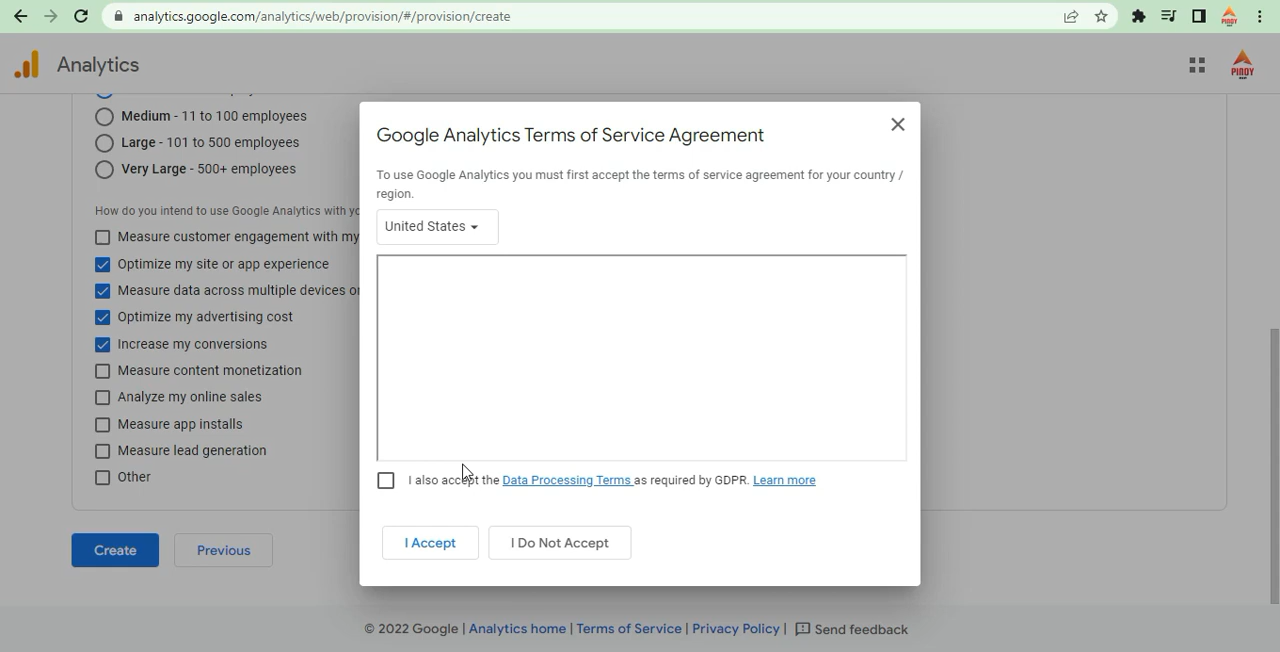 analytics.google.com/analytics/web/provision/#/provision/create
Analytics
PINOY
Medium - 11 to 100 employees
Large - 101 to 500 employees
Very Large - 500+ employees
How do you intend to use Google Analytics with
Measure customer engagement with my
Optimize my site or app experience
Measure data across multiple devices
Optimize my advertising cost
Increase my conversions
Measure content monetization
Analyze my online sales
Measure app installs
Measure lead generation
Other
Create
Previous
Google Analytics Terms of Service Agreement
To use Google Analytics you must first accept the terms of service agreement for your country /
region.
United States
I also accept the Data Processing Terms as required by GDPR. Learn more
I Accept
I Do Not Accept
© 2022 Google | Analytics home | Terms of Service | Privacy Policy | Send feedback